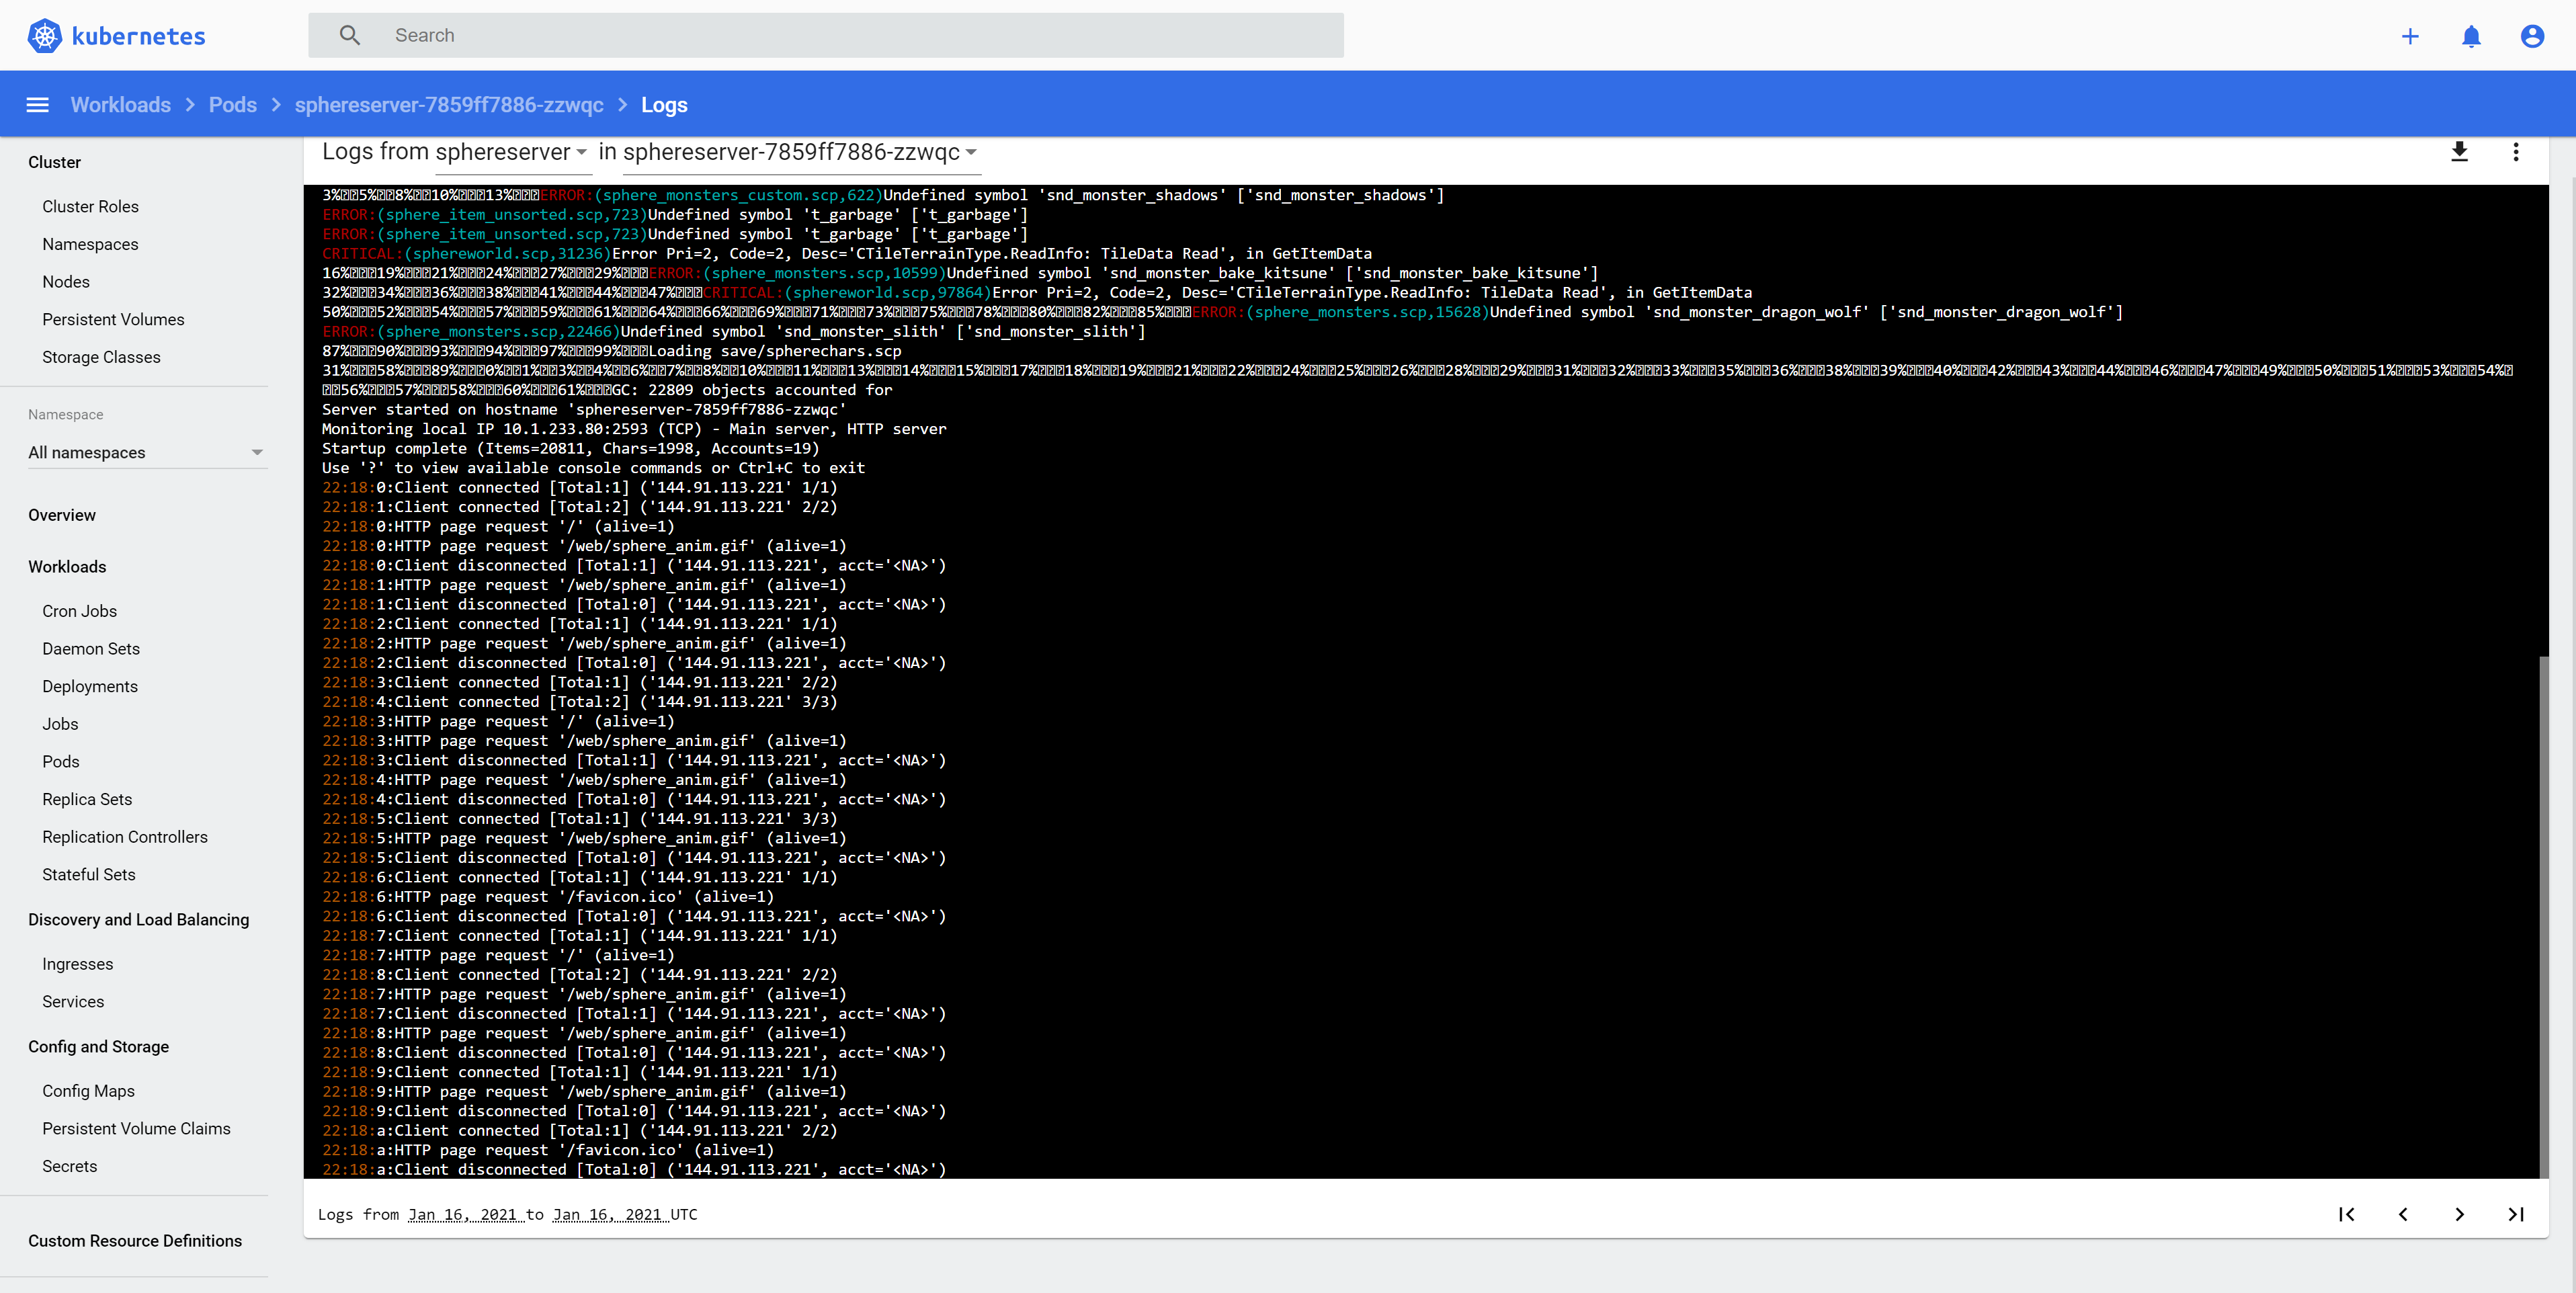 kubernetes
Search
Workloads > Pods > sphereserver-7859ff7886-zzwqc > Logs
Cluster
Cluster Roles
Namespaces
Nodes
Persistent Volumes
Storage Classes
Namespace
All namespaces
Overview
Workloads
Cron Jobs
Daemon Sets
Deployments
Jobs
Pods
Replica Sets
Replication Controllers
Stateful Sets
Discovery and Load Balancing
Ingresses
Services
Config and Storage
Config Maps
Persistent Volume Claims
Secrets
Custom Resource Definitions
Logs from sphereserver in sphereserver-7859ff7886-zzwqc
3%5%8%10%13%ERROR:(sphere_monsters_custom.scp,622)Undefined symbol 'snd_monster_shadows' ['snd_monster_shadows']
ERROR:(sphere_item_unsorted.scp,723)Undefined symbol 't_garbage' ['t_garbage']
ERROR:(sphere_item_unsorted.scp,723)Undefined symbol 't_garbage' ['t_garbage']
CRITICAL:(sphereworld.scp,31236)Error Pri=2, Code=2, Desc='CTileTerrainType.ReadInfo: TileData Read', in GetItemData
16%19%21%24%27%29%ERROR:(sphere_monsters.scp,10599)Undefined symbol 'snd_monster_bake_kitsune' ['snd_monster_bake_kitsune']
32%34%36%38%41%44%47%CRITICAL:(sphereworld.scp,97864)Error Pri=2, Code=2, Desc='CTileTerrainType.ReadInfo: TileData Read', in GetItemData
50%52%54%57%59%61%64%66%69%71%73%75%78%80%82%85%ERROR:(sphere_monsters.scp,15628)Undefined symbol 'snd_monster_dragon_wolf' ['snd_monster_dragon_wolf']
ERROR:(sphere_monsters.scp,22466)Undefined symbol 'snd_monster_slith' ['snd_monster_slith']
87%90%93%94%97%99%Loading save/spherechars.scp
31%58%89%0%1%3%4%6%7%8%10%11%13%14%15%17%18%19%21%22%24%25%26%28%29%31%32%33%35%36%38%39%40%42%43%44%46%47%49%50%51%53%54%
56%57%58%60%61%GC: 22809 objects accounted for
Server started on hostname 'sphereserver-7859ff7886-zzwqc'
Monitoring local IP 10.1.233.80:2593 (TCP) - Main server, HTTP server
Startup complete (Items=20811, Chars=1998, Accounts=19)
Use '?' to view available console commands or Ctrl+C to exit
22:18:0:Client connected [Total:1] ('144.91.113.221' 1/1)
22:18:1:Client connected [Total:2] ('144.91.113.221' 2/2)
22:18:0:HTTP page request '/' (alive=1)
22:18:0:HTTP page request '/web/sphere_anim.gif' (alive=1)
22:18:0:Client disconnected [Total:1] ('144.91.113.221', acct='<NA>')
22:18:1:HTTP page request '/web/sphere_anim.gif' (alive=1)
22:18:1:Client disconnected [Total:0] ('144.91.113.221', acct='<NA>')
22:18:2:Client connected [Total:1] ('144.91.113.221' 1/1)
22:18:2:HTTP page request '/web/sphere_anim.gif' (alive=1)
22:18:2:Client disconnected [Total:0] ('144.91.113.221', acct='<NA>')
22:18:3:Client connected [Total:1] ('144.91.113.221' 2/2)
22:18:4:Client connected [Total:2] ('144.91.113.221' 3/3)
22:18:3:HTTP page request '/' (alive=1)
22:18:3:HTTP page request '/web/sphere_anim.gif' (alive=1)
22:18:3:Client disconnected [Total:1] ('144.91.113.221', acct='<NA>')
22:18:4:HTTP page request '/web/sphere_anim.gif' (alive=1)
22:18:4:Client disconnected [Total:0] ('144.91.113.221', acct='<NA>')
22:18:5:Client connected [Total:1] ('144.91.113.221' 3/3)
22:18:5:HTTP page request '/web/sphere_anim.gif' (alive=1)
22:18:5:Client disconnected [Total:0] ('144.91.113.221', acct='<NA>')
22:18:6:Client connected [Total:1] ('144.91.113.221' 1/1)
22:18:6:HTTP page request '/favicon.ico' (alive=1)
22:18:6:Client disconnected [Total:0] ('144.91.113.221', acct='<NA>')
22:18:7:Client connected [Total:1] ('144.91.113.221' 1/1)
22:18:7:HTTP page request '/' (alive=1)
22:18:8:Client connected [Total:2] ('144.91.113.221' 2/2)
22:18:7:HTTP page request '/web/sphere_anim.gif' (alive=1)
22:18:7:Client disconnected [Total:1] ('144.91.113.221', acct='<NA>')
22:18:8:HTTP page request '/web/sphere_anim.gif' (alive=1)
22:18:8:Client disconnected [Total:0] ('144.91.113.221', acct='<NA>')
22:18:9:Client connected [Total:1] ('144.91.113.221' 1/1)
22:18:9:HTTP page request '/web/sphere_anim.gif' (alive=1)
22:18:9:Client disconnected [Total:0] ('144.91.113.221', acct='<NA>')
22:18:a:Client connected [Total:1] ('144.91.113.221' 2/2)
22:18:a:HTTP page request '/favicon.ico' (alive=1)
22:18:a:Client disconnected [Total:0] ('144.91.113.221', acct='<NA>')
Logs from Jan 16, 2021 to Jan 16, 2021 UTC